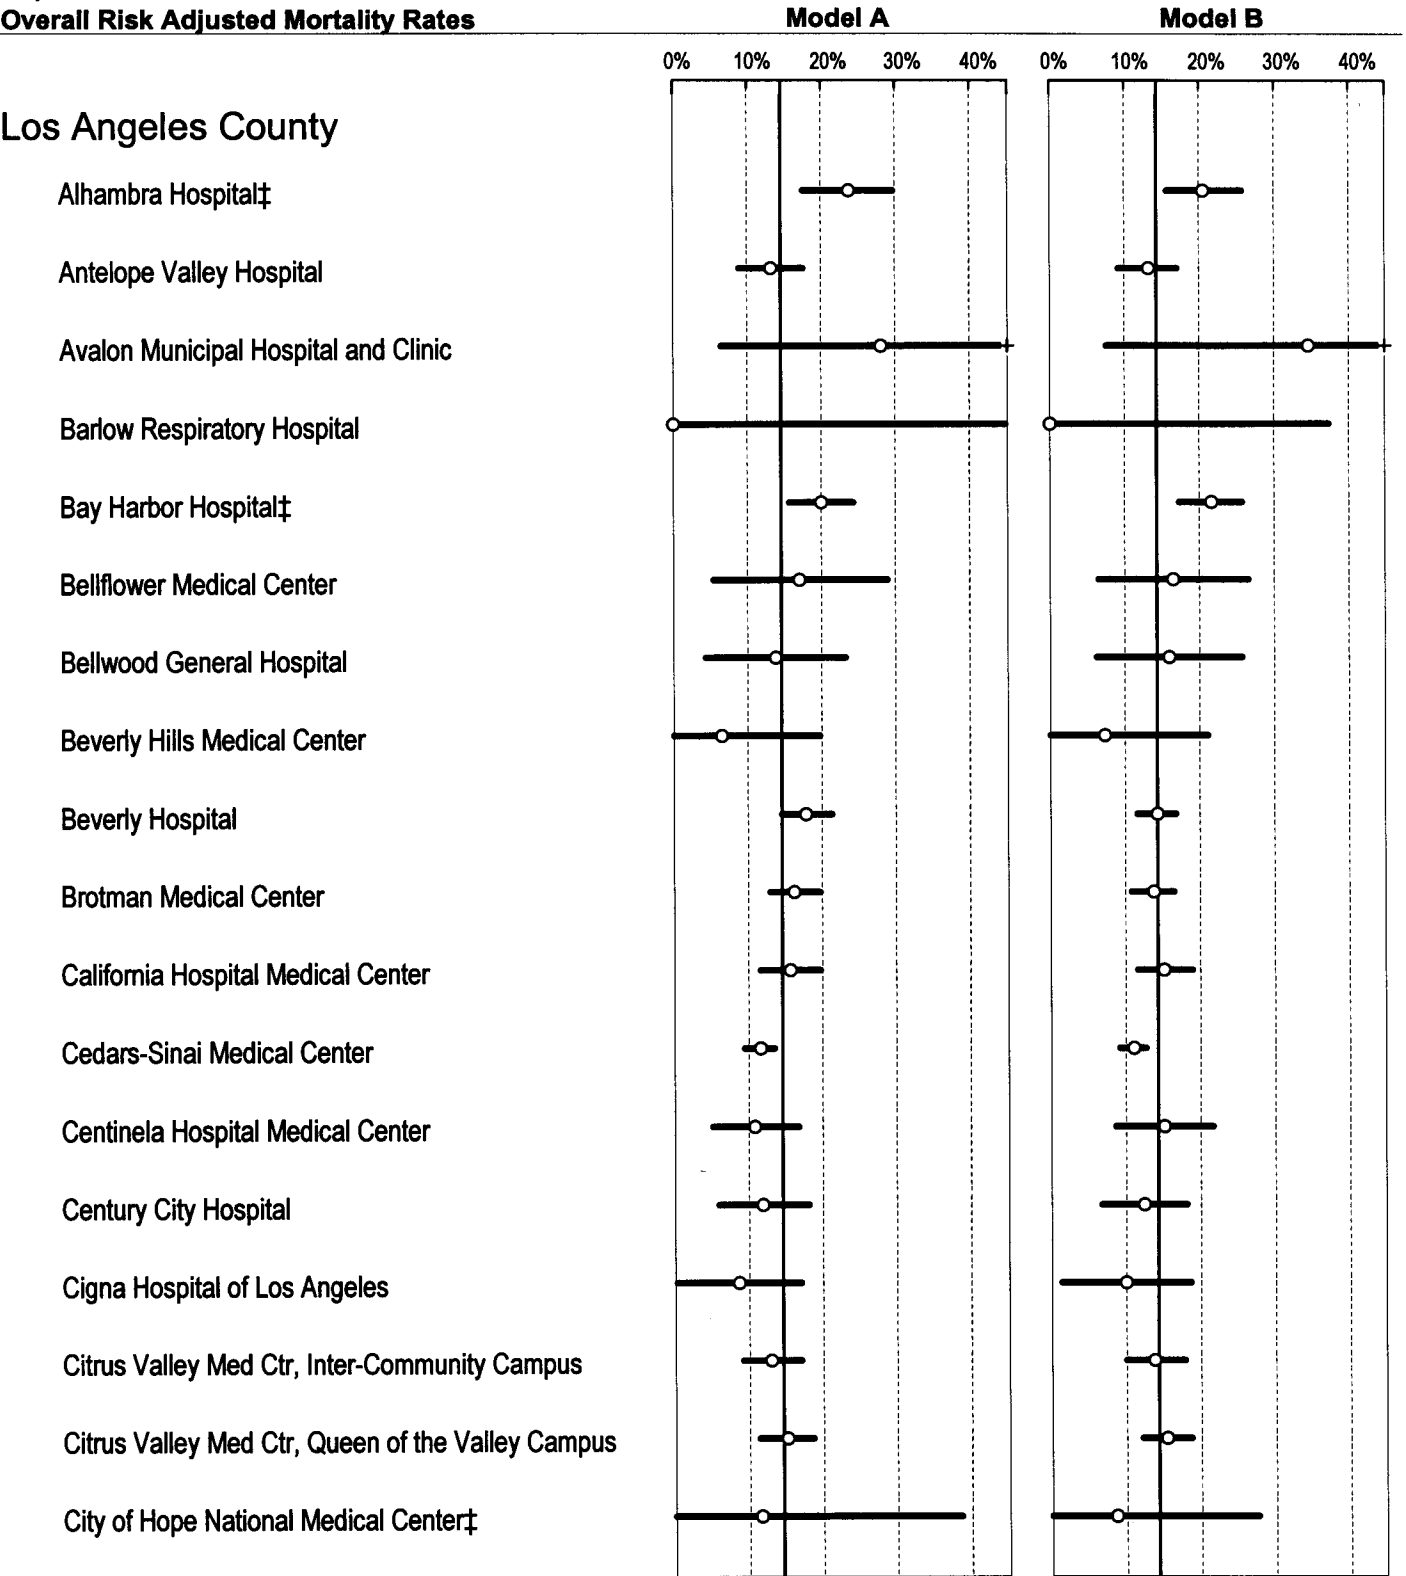 Overall Risk Adjusted Mortality Rates Model A Model B
0% 10% 20% 30% 40% 0% 10% 20% 30% 40%
Los Angeles County
Alhambra Hospital‡
Antelope Valley Hospital
Avalon Municipal Hospital and Clinic
Barlow Respiratory Hospital
Bay Harbor Hospital‡
Bellflower Medical Center
Bellwood General Hospital
Beverly Hills Medical Center
Beverly Hospital
Brotman Medical Center
California Hospital Medical Center
Cedars-Sinai Medical Center
Centinela Hospital Medical Center
Century City Hospital
Cigna Hospital of Los Angeles
Citrus Valley Med Ctr, Inter-Community Campus
Citrus Valley Med Ctr, Queen of the Valley Campus
City of Hope National Medical Center‡